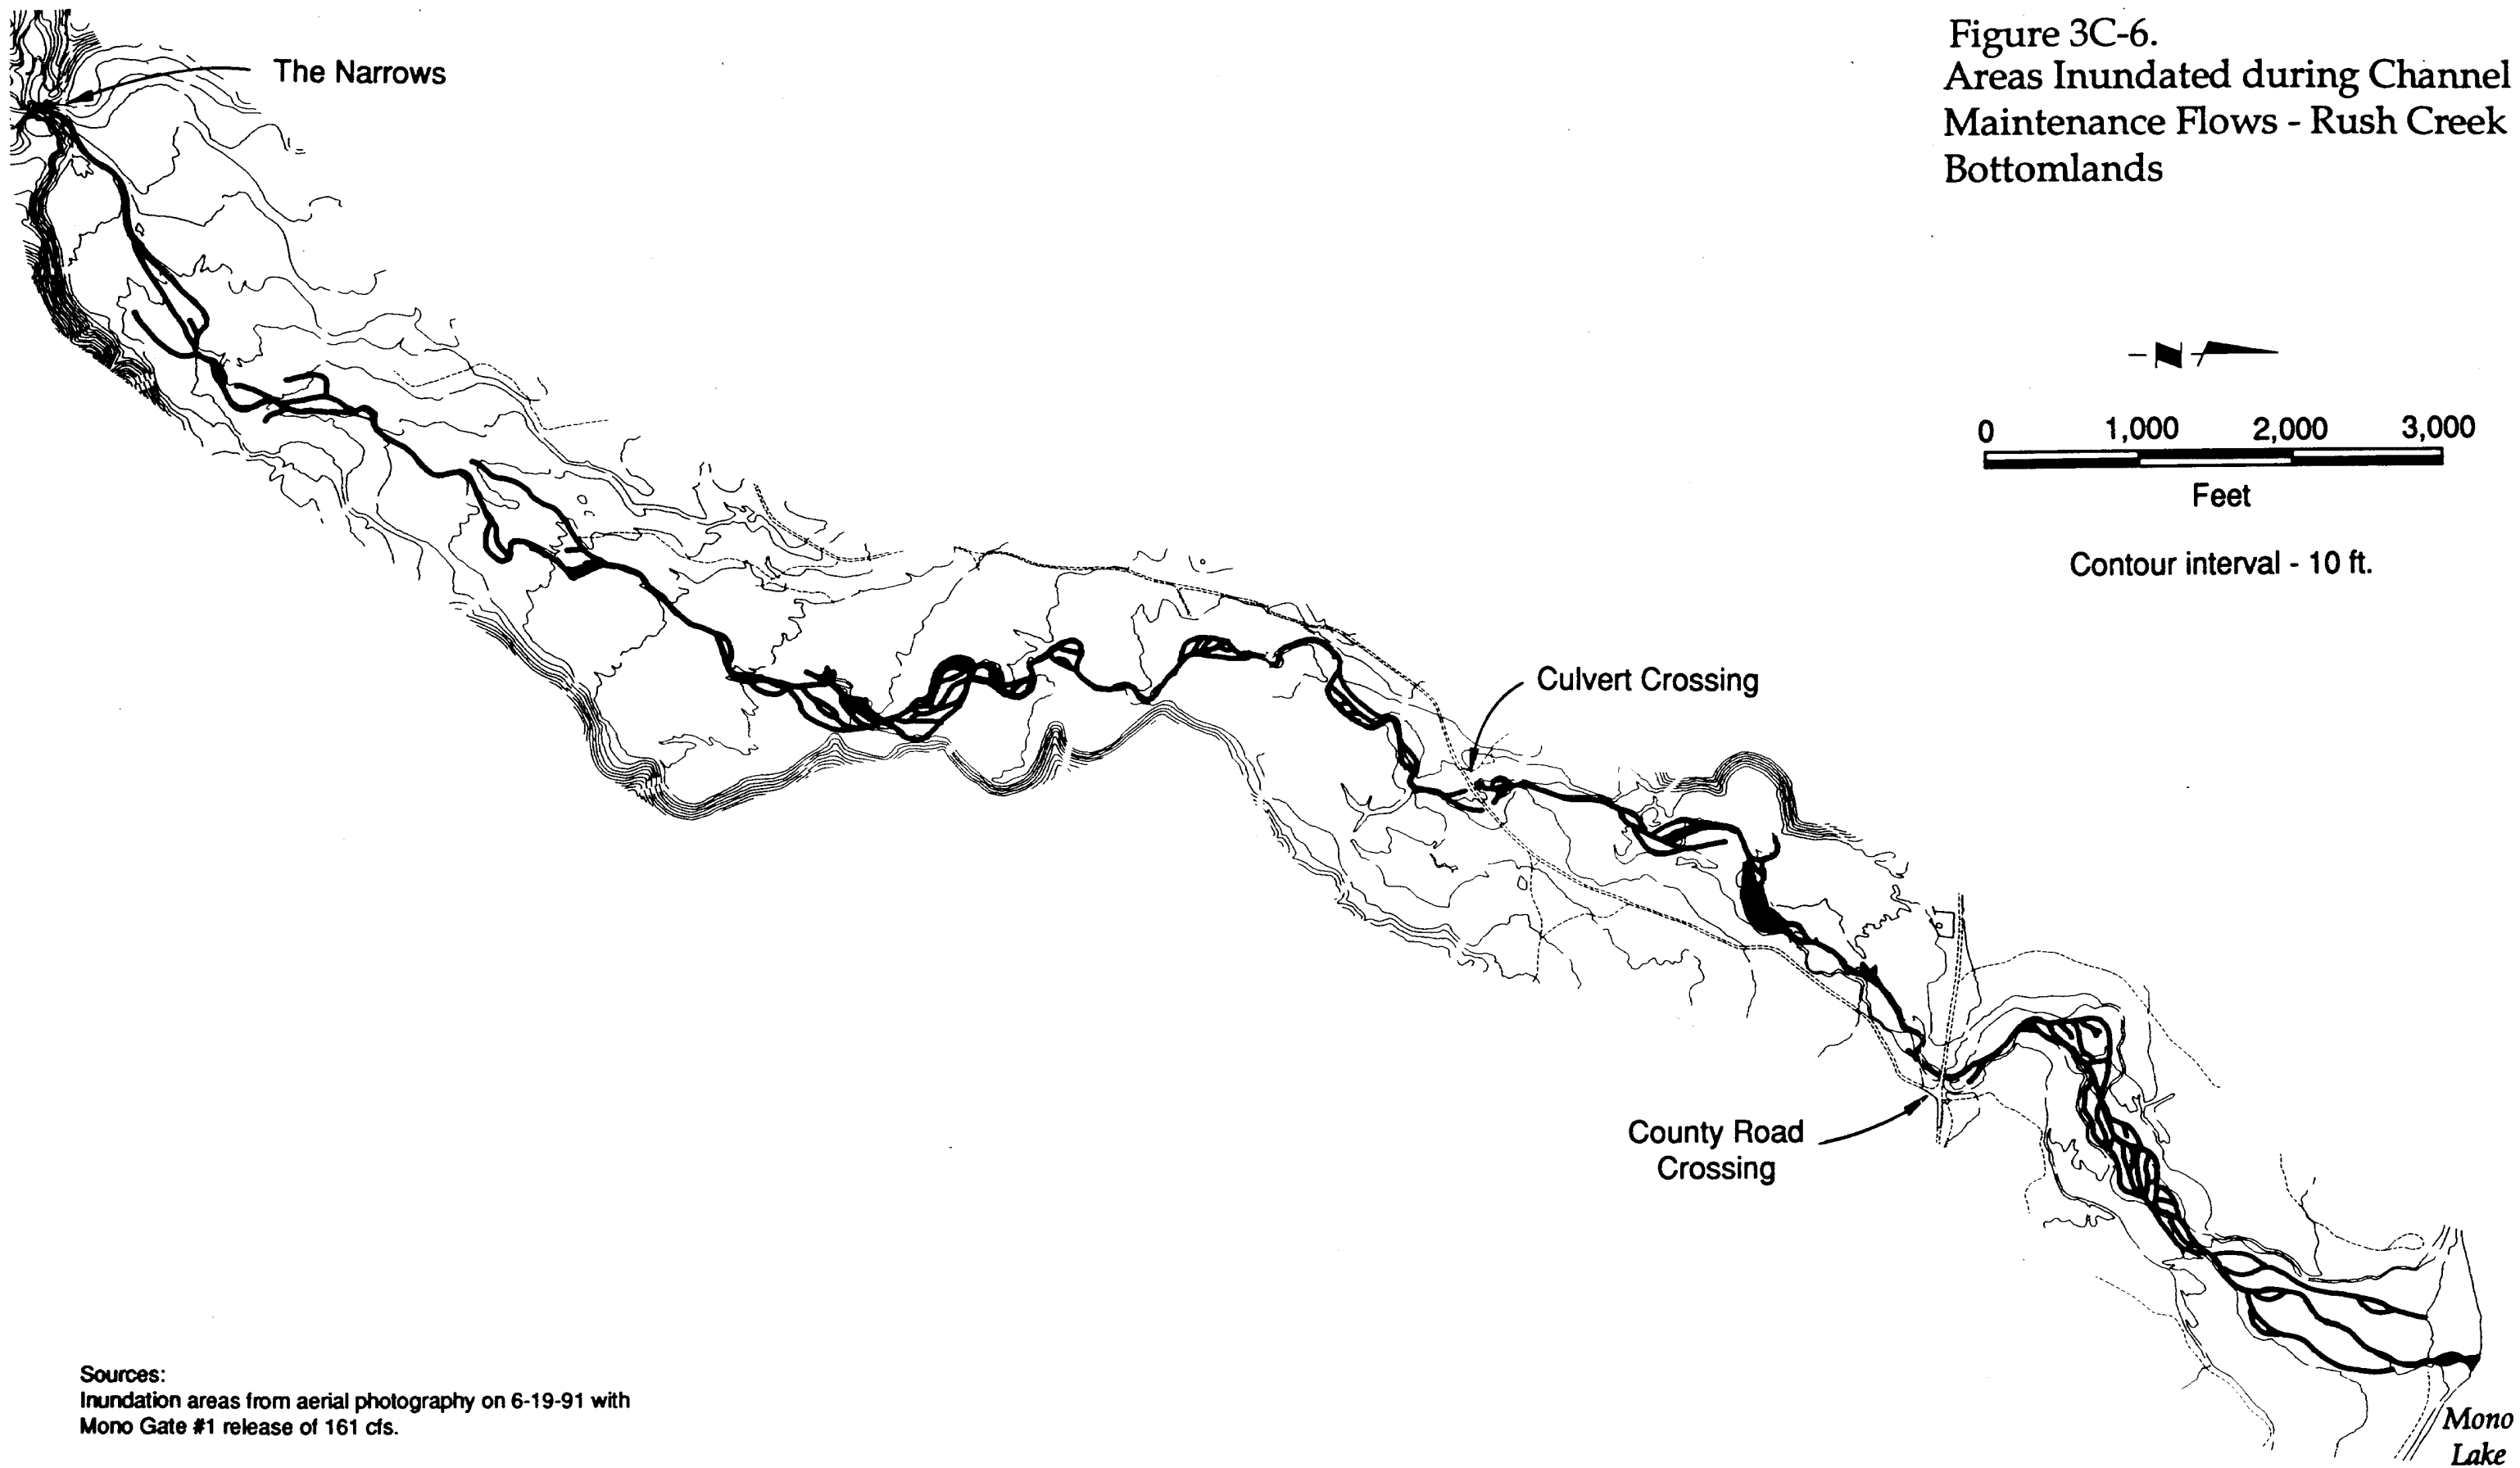 Figure 3C-6.
Areas Inundated during Channel
Maintenance Flows - Rush Creek
Bottomlands
The Narrows
N
0 1,000 2,000 3,000
Feet
Contour interval - 10 ft.
Culvert Crossing
County Road
Crossing
Sources:
Inundation areas from aerial photography on 6-19-91 with
Mono Gate #1 release of 161 cfs.
Mono
Lake